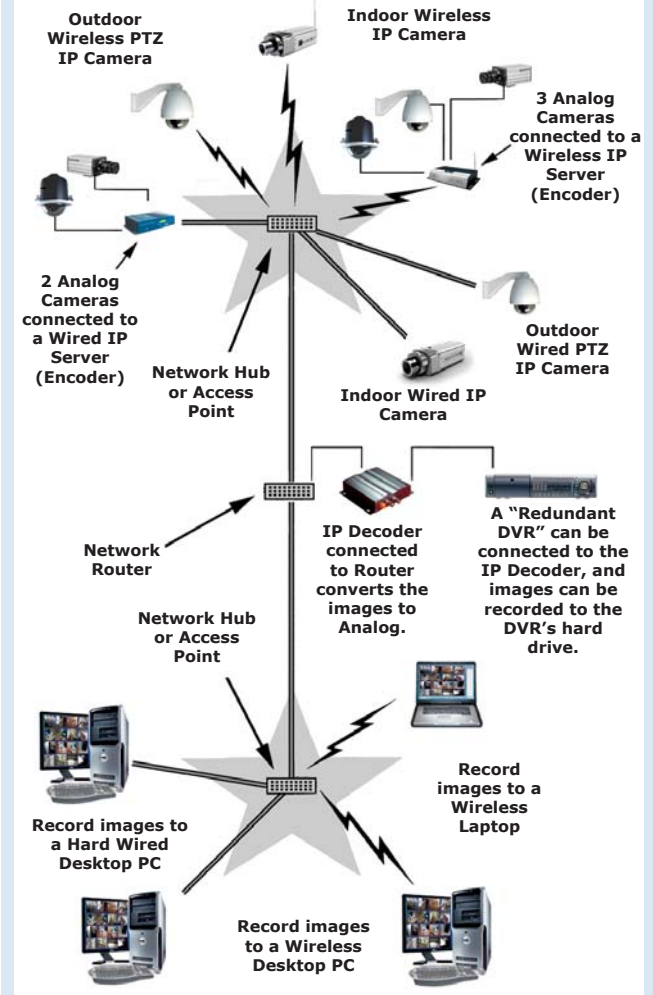 Outdoor
Wireless PTZ
IP Camera
Indoor Wireless
IP Camera
3 Analog
Cameras
connected to a
Wireless IP
Server
(Encoder)
2 Analog
Cameras
connected to
a Wired IP
Server
(Encoder)
Network Hub
or Access
Point
Indoor Wired IP
Camera
Outdoor
Wired PTZ
IP Camera
Network
Router
IP Decoder
connected
to Router
converts the
images to
Analog.
A “Redundant
DVR” can be
connected to the
IP Decoder, and
images can be
recorded to the
DVR’s hard
drive.
Network Hub
or Access
Point
Record
images to a
Wireless
Laptop
Record images to
a Hard Wired
Desktop PC
Record images
to a Wireless
Desktop PC